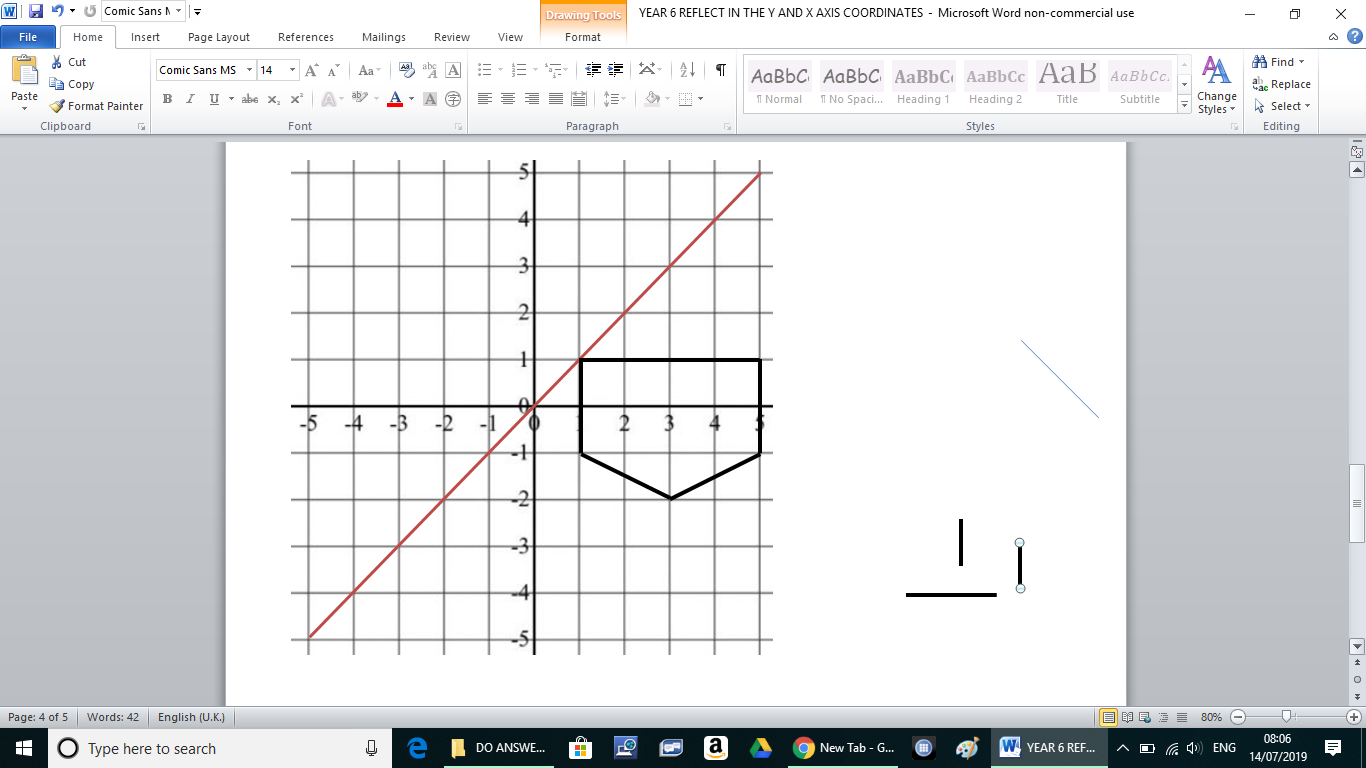 Comic Sans M
YEAR 6 REFLECT IN THE Y AND X AXIS COORDINATES - Microsoft Word non-commercial use
Drawing Tools
File Home Insert Page Layout References Mailings Review View Format
Paste
Cut
Copy
Format Painter
Clipboard
Comic Sans MS 14
Font
Paragraph
AaBbC AaBbC AaBbC AaBbCc AaB AaBbCc.
¶ Normal ¶ No Spaci... Heading 1 Heading 2 Title Subtitle
Change Styles
Styles
Find
Replace
Select
Editing
5
4
3
2
1
0
-5 -4 -3 -2 -1 0 2 3 4 5
-1
-2
-3
-4
-5
Page: 4 of 5 Words: 42 English (U.K.) 80%
Type here to search
DO ANSWE...
New Tab - G...
YEAR 6 REF...
ENG
08:06
14/07/2019